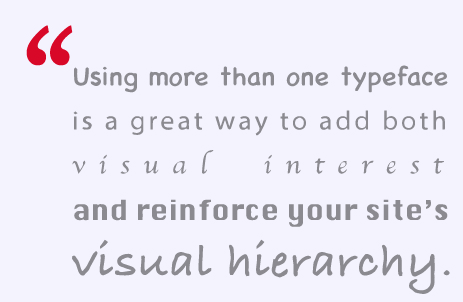 “Using more than one typeface
is a great way to add both
visual interest
and reinforce your site’s
visual hierarchy.